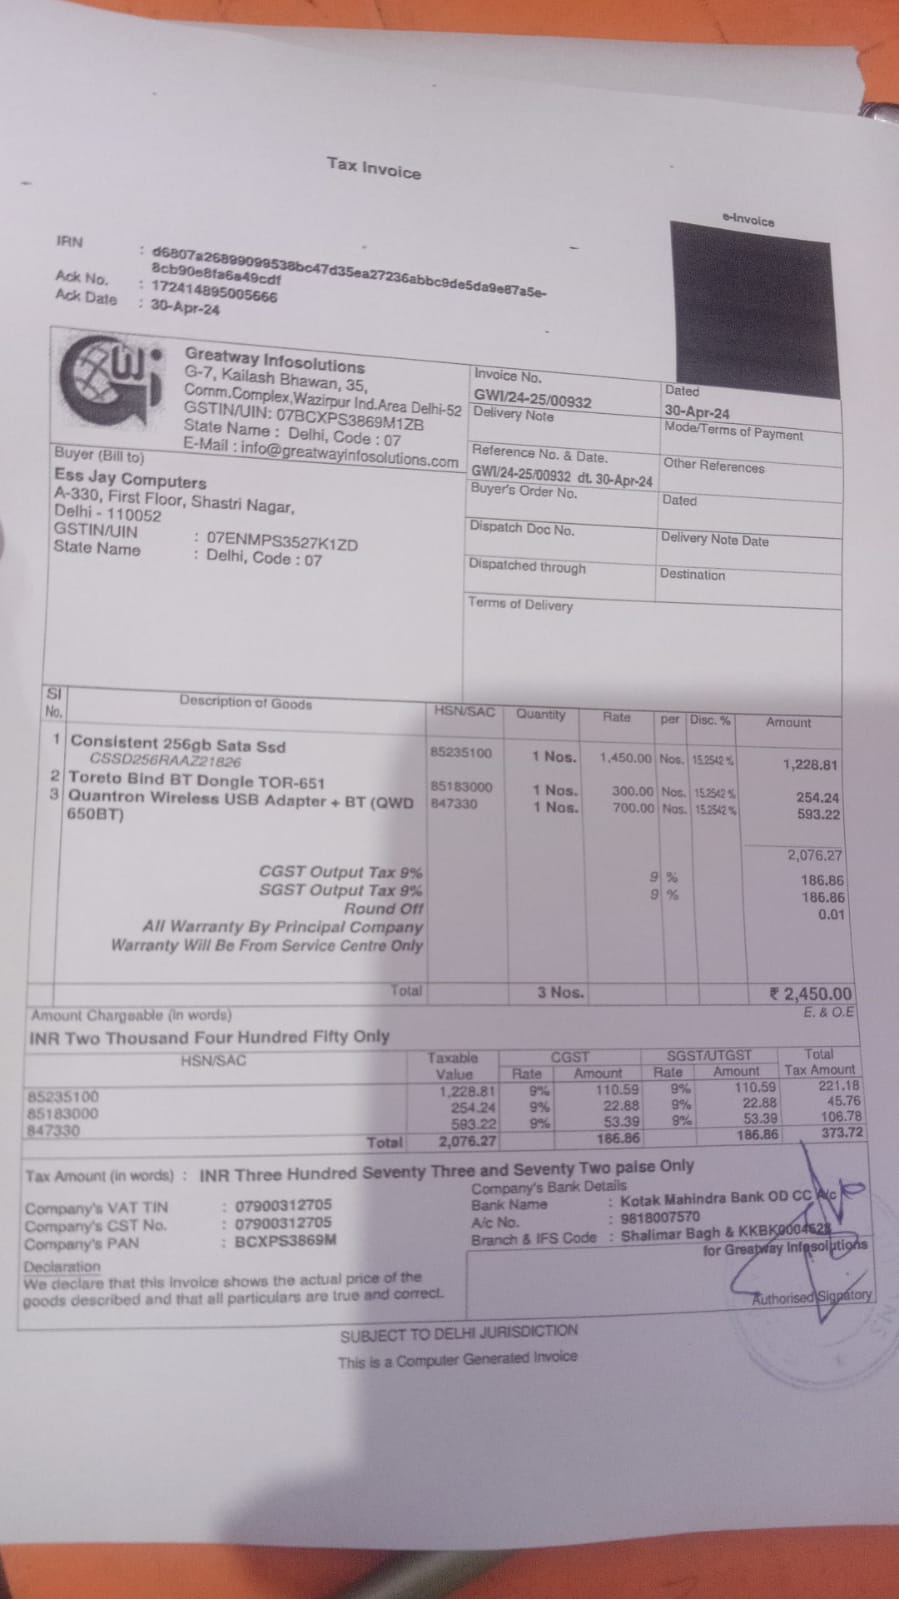 Tax Invoice
e-Invoice
IRN : d6807a26899099538bc47d35ea27236abbc9de5da9e87a5e-
8cb90e8fa6a49cdf
Ack No. : 172414895005666
Ack Date : 30-Apr-24
Greatway Infosolutions
G-7, Kailash Bhawan, 35,
Comm.Complex,Wazirpur Ind.Area Delhi-52
GSTIN/UIN: 07BCXPS3869M1ZB
State Name : Delhi, Code : 07
E-Mail : info@greatwayinfosolutions.com
Invoice No. Dated
GWI/24-25/00932 30-Apr-24
Delivery Note Mode/Terms of Payment
Reference No. & Date. Other References
GWI/24-25/00932 dt. 30-Apr-24
Buyer's Order No. Dated
Dispatch Doc No. Delivery Note Date
Dispatched through Destination
Terms of Delivery
Buyer (Bill to)
Ess Jay Computers
A-330, First Floor, Shastri Nagar,
Delhi - 110052
GSTIN/UIN : 07ENMPS3527K1ZD
State Name : Delhi, Code : 07
Sl No. Description of Goods HSN/SAC Quantity Rate per Disc. % Amount
1 Consistent 256gb Sata Ssd 85235100 1 Nos. 1,450.00 Nos. 15.2542 % 1,228.81
CSSD256RAAZ21826
2 Toreto Bind BT Dongle TOR-651 85183000 1 Nos. 300.00 Nos. 15.2542 % 254.24
3 Quantron Wireless USB Adapter + BT (QWD 847330 1 Nos. 700.00 Nos. 15.2542 % 593.22
650BT)
2,076.27
CGST Output Tax 9% 9 % 186.86
SGST Output Tax 9% 9 % 186.86
Round Off 0.01
All Warranty By Principal Company
Warranty Will Be From Service Centre Only
Total 3 Nos. ₹ 2,450.00
Amount Chargeable (in words) E. & O.E
INR Two Thousand Four Hundred Fifty Only
HSN/SAC Taxable Value CGST SGST/UTGST Total Tax Amount
Rate Amount Rate Amount
85235100 1,228.81 9% 110.59 9% 110.59 221.18
85183000 254.24 9% 22.88 9% 22.88 45.76
847330 593.22 9% 53.39 9% 53.39 106.78
Total 2,076.27 186.86 186.86 373.72
Tax Amount (in words) : INR Three Hundred Seventy Three and Seventy Two paise Only
Company's VAT TIN : 07900312705
Company's CST No. : 07900312705
Company's PAN : BCXPS3869M
Company's Bank Details
Bank Name : Kotak Mahindra Bank OD CC A/c
A/c No. : 9818007570
Branch & IFS Code : Shalimar Bagh & KKBK0004628
Declaration
We declare that this invoice shows the actual price of the
goods described and that all particulars are true and correct.
for Greatway Infosolutions
Authorised Signatory
SUBJECT TO DELHI JURISDICTION
This is a Computer Generated Invoice